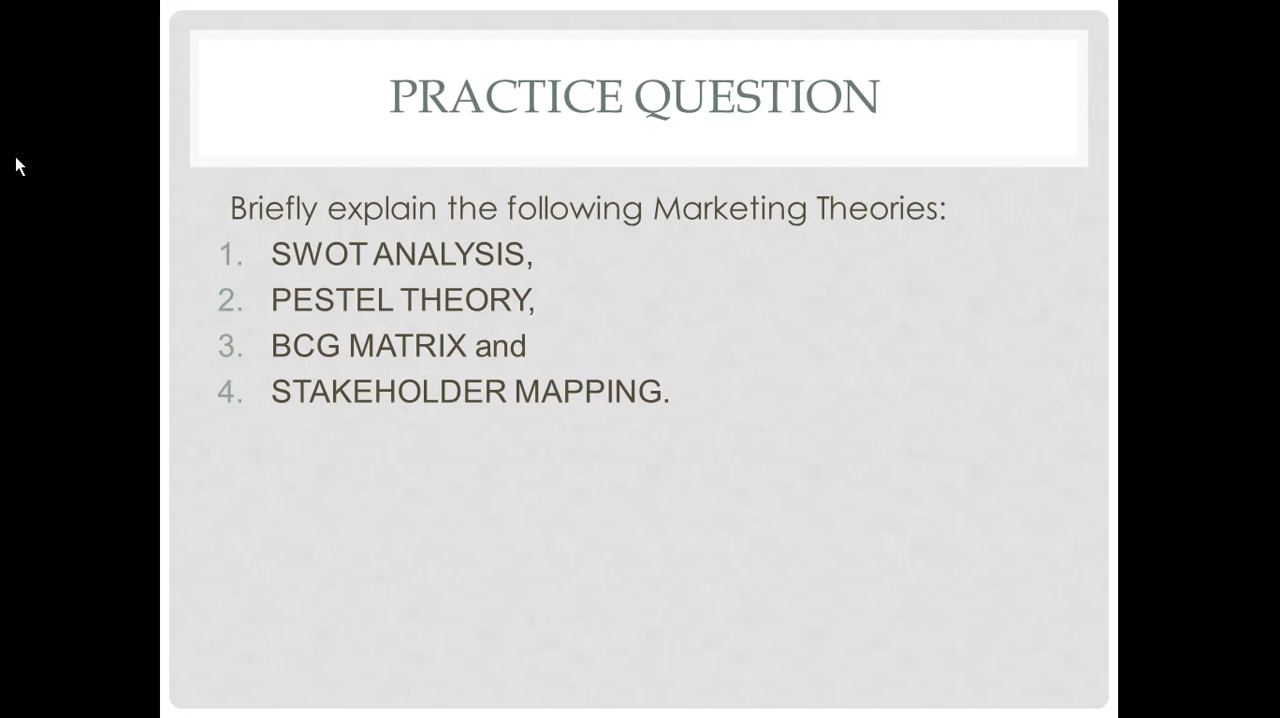 PRACTICE QUESTION
Briefly explain the following Marketing Theories:
1. SWOT ANALYSIS,
2. PESTEL THEORY,
3. BCG MATRIX and
4. STAKEHOLDER MAPPING.